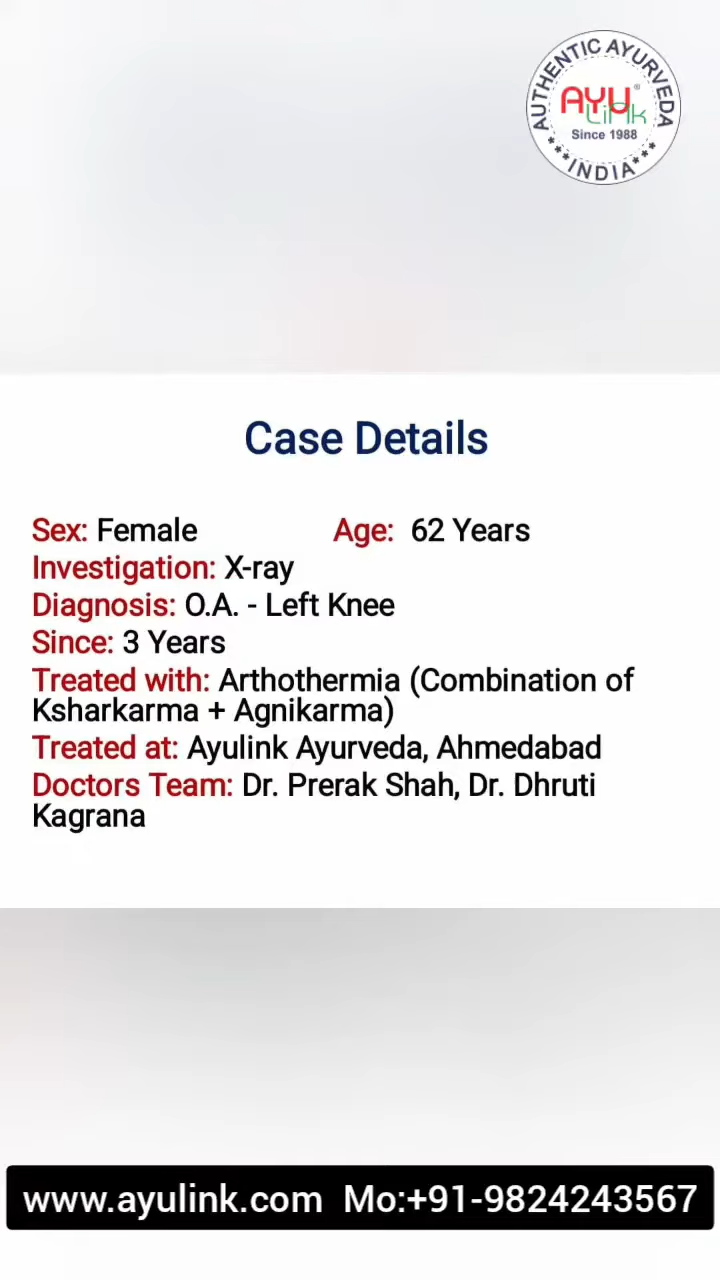 AUTHENTIC AYURVEDA
AYU®
LiNk
Since 1988
INDIA
Case Details
Sex: Female Age: 62 Years
Investigation: X-ray
Diagnosis: O.A. - Left Knee
Since: 3 Years
Treated with: Arthothermia (Combination of
Ksharkarma + Agnikarma)
Treated at: Ayulink Ayurveda, Ahmedabad
Doctors Team: Dr. Prerak Shah, Dr. Dhruti
Kagrana
www.ayulink.com Mo:+91-9824243567